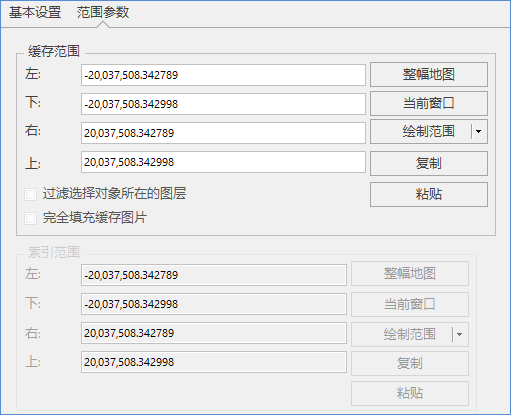 基本设置 范围参数
缓存范围
左: -20,037,508.342789 整幅地图
下: -20,037,508.342998 当前窗口
右: 20,037,508.342789 绘制范围
上: 20,037,508.342998 复制
过滤选择对象所在的图层 粘贴
完全填充缓存图片
索引范围
左: -20,037,508.342789 整幅地图
下: -20,037,508.342998 当前窗口
右: 20,037,508.342789 绘制范围
上: 20,037,508.342998 复制
粘贴